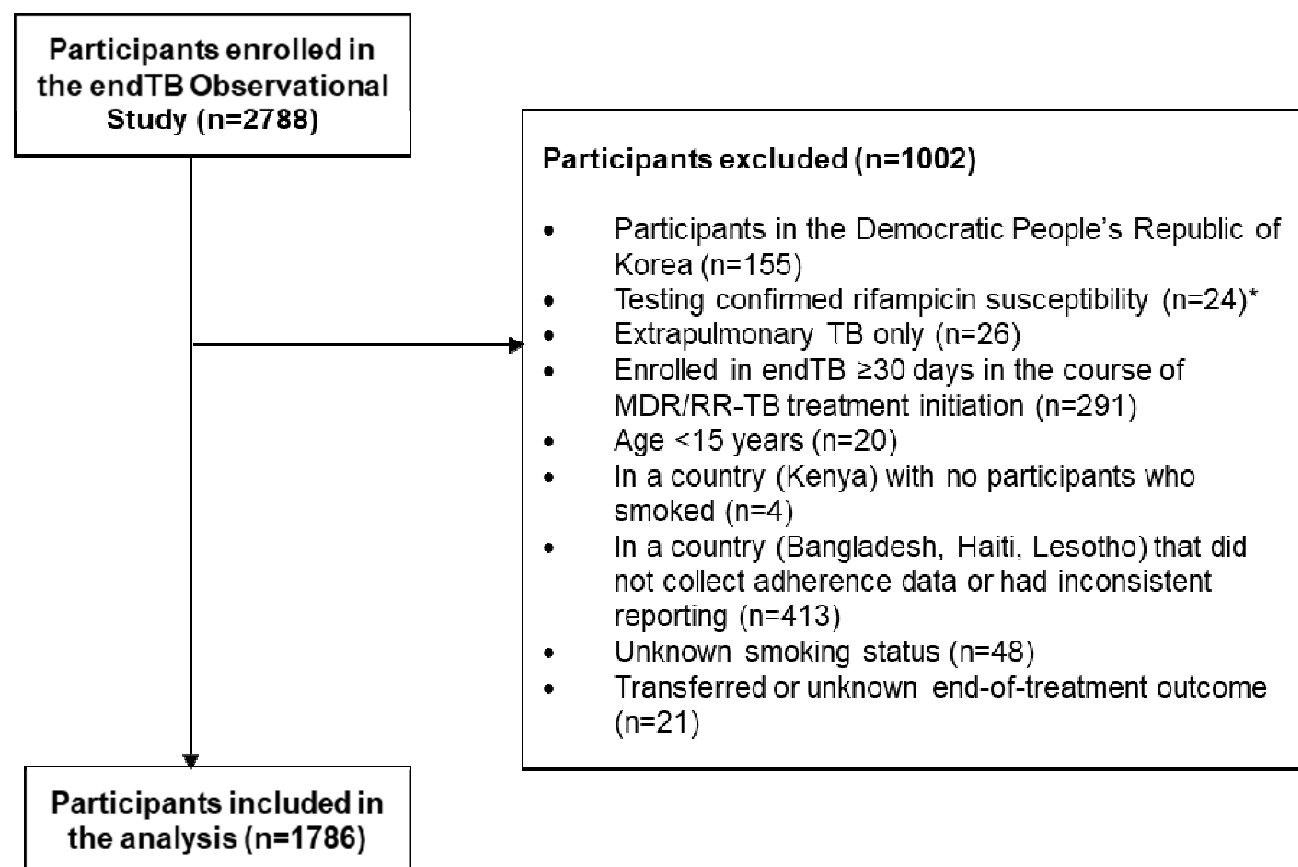 Participants enrolled in
the endTB Observational
Study (n=2788)
Participants excluded (n=1002)
• Participants in the Democratic People's Republic of
Korea (n=155)
• Testing confirmed rifampicin susceptibility (n=24)*
• Extrapulmonary TB only (n=26)
• Enrolled in endTB ≥30 days in the course of
MDR/RR-TB treatment initiation (n=291)
• Age <15 years (n=20)
• In a country (Kenya) with no participants who
smoked (n=4)
• In a country (Bangladesh, Haiti, Lesotho) that did
not collect adherence data or had inconsistent
reporting (n=413)
• Unknown smoking status (n=48)
• Transferred or unknown end-of-treatment outcome
(n=21)
Participants included in
the analysis (n=1786)